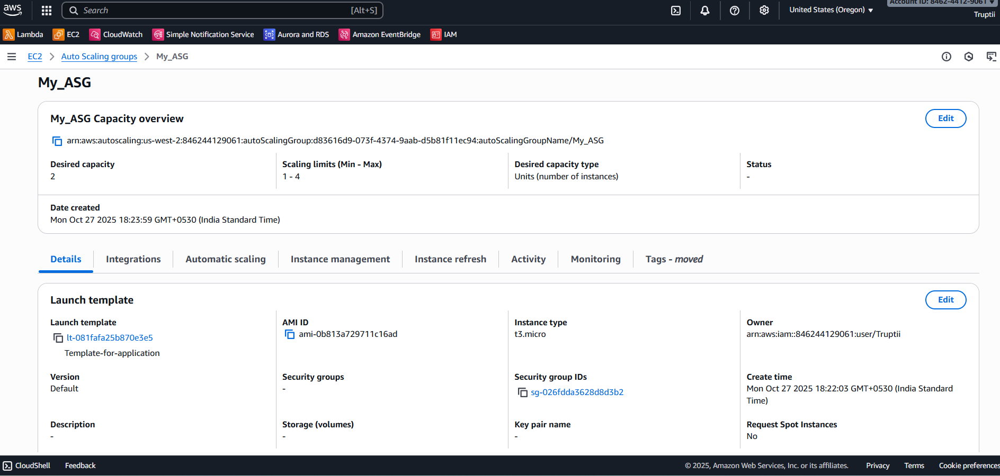 aws Search [Alt+S] United States (Oregon) Account ID: 8462-4412-9061
Truptii
Lambda EC2 CloudWatch Simple Notification Service Aurora and RDS Amazon EventBridge IAM
EC2 > Auto Scaling groups > My_ASG
My_ASG
My_ASG Capacity overview Edit
arn:aws:autoscaling:us-west-2:846244129061:autoScalingGroup:d83616d9-073f-4374-9aab-d5b81f11ec94:autoScalingGroupName/My_ASG
Desired capacity Scaling limits (Min - Max) Desired capacity type Status
2 1 - 4 Units (number of instances) -
Date created
Mon Oct 27 2025 18:23:59 GMT+0530 (India Standard Time)
Details Integrations Automatic scaling Instance management Instance refresh Activity Monitoring Tags - moved
Launch template Edit
Launch template AMI ID Instance type Owner
lt-081fafa25b870e3e5 ami-0b813a729711c16ad t3.micro arn:aws:iam::846244129061:user/Truptii
Template-for-application
Version Security groups Security group IDs Create time
Default - sg-026fdda3628d8d3b2 Mon Oct 27 2025 18:22:03 GMT+0530 (India Standard
Time)
Description Storage (volumes) Key pair name Request Spot Instances
- - - No
CloudShell Feedback © 2025, Amazon Web Services, Inc. or its affiliates. Privacy Terms Cookie preferences